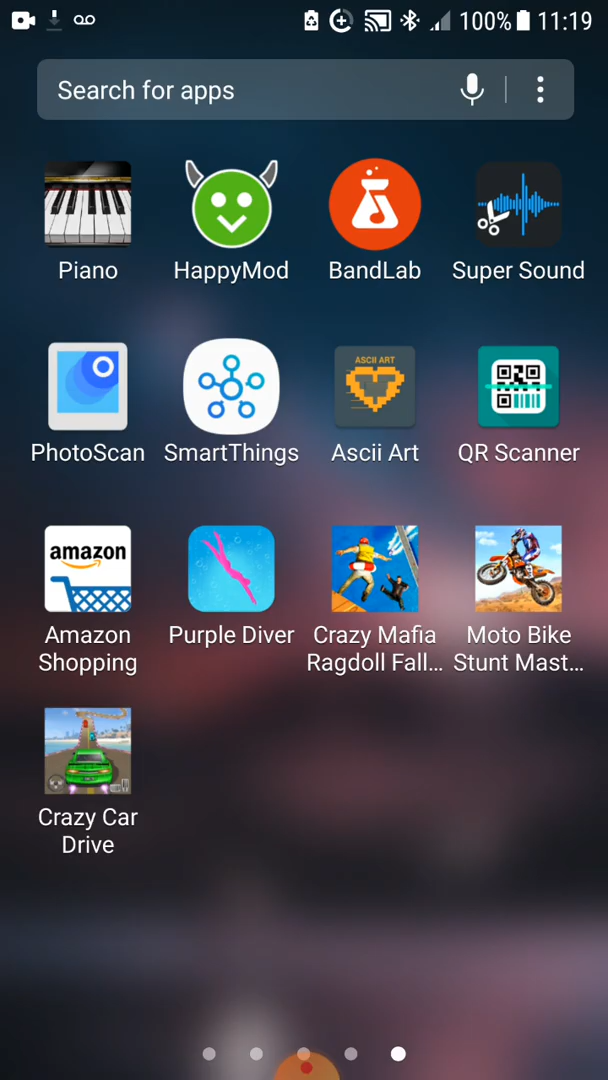 100% 11:19
Search for apps
Piano HappyMod BandLab Super Sound
ASCII ART
PhotoScan SmartThings Ascii Art QR Scanner
amazon
Amazon Shopping
Purple Diver
Crazy Mafia Ragdoll Fall...
Moto Bike Stunt Mast...
Crazy Car
Drive